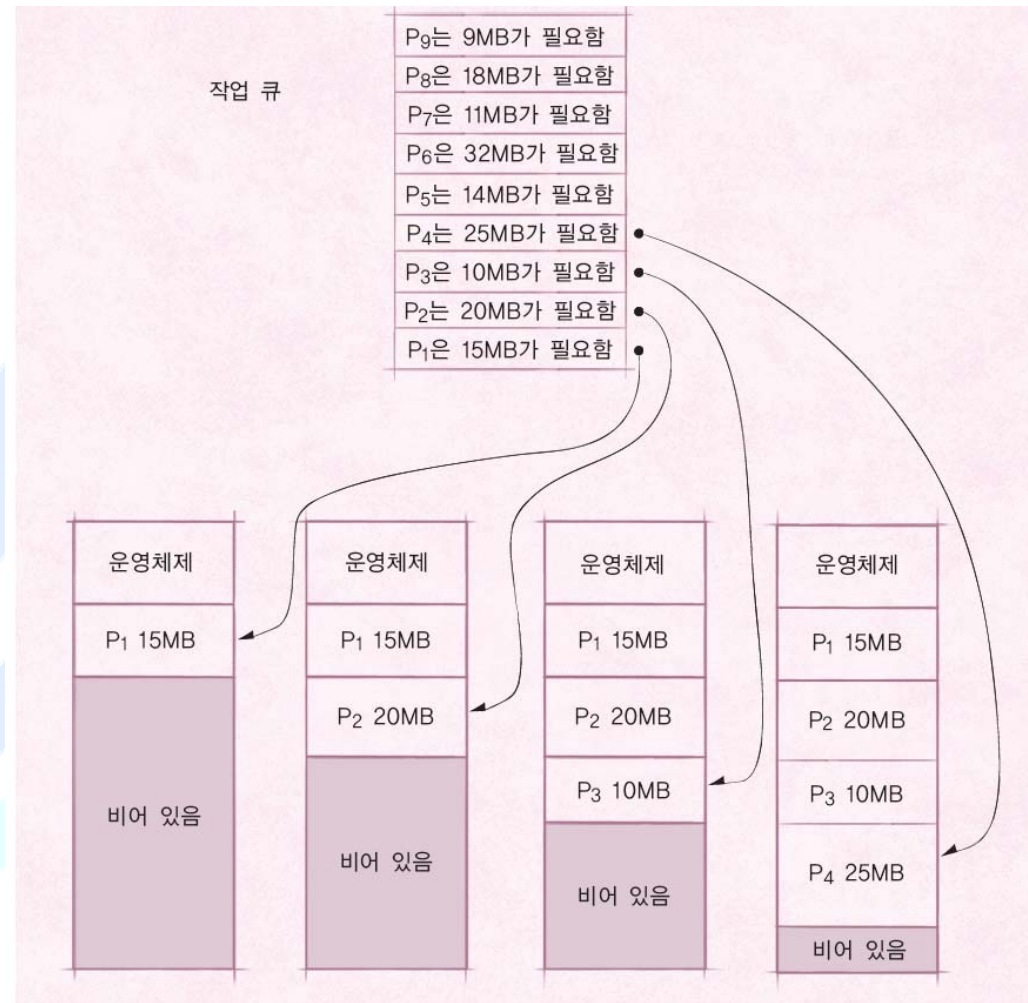 P₉는 9MB가 필요함
P₈은 18MB가 필요함
작업 큐
P₇은 11MB가 필요함
P₆은 32MB가 필요함
P₅는 14MB가 필요함
P₄는 25MB가 필요함
P₃은 10MB가 필요함
P₂는 20MB가 필요함
P₁은 15MB가 필요함
운영체제
P₁ 15MB
비어 있음
운영체제
P₁ 15MB
P₂ 20MB
비어 있음
운영체제
P₁ 15MB
P₂ 20MB
P₃ 10MB
비어 있음
운영체제
P₁ 15MB
P₂ 20MB
P₃ 10MB
P₄ 25MB
비어 있음